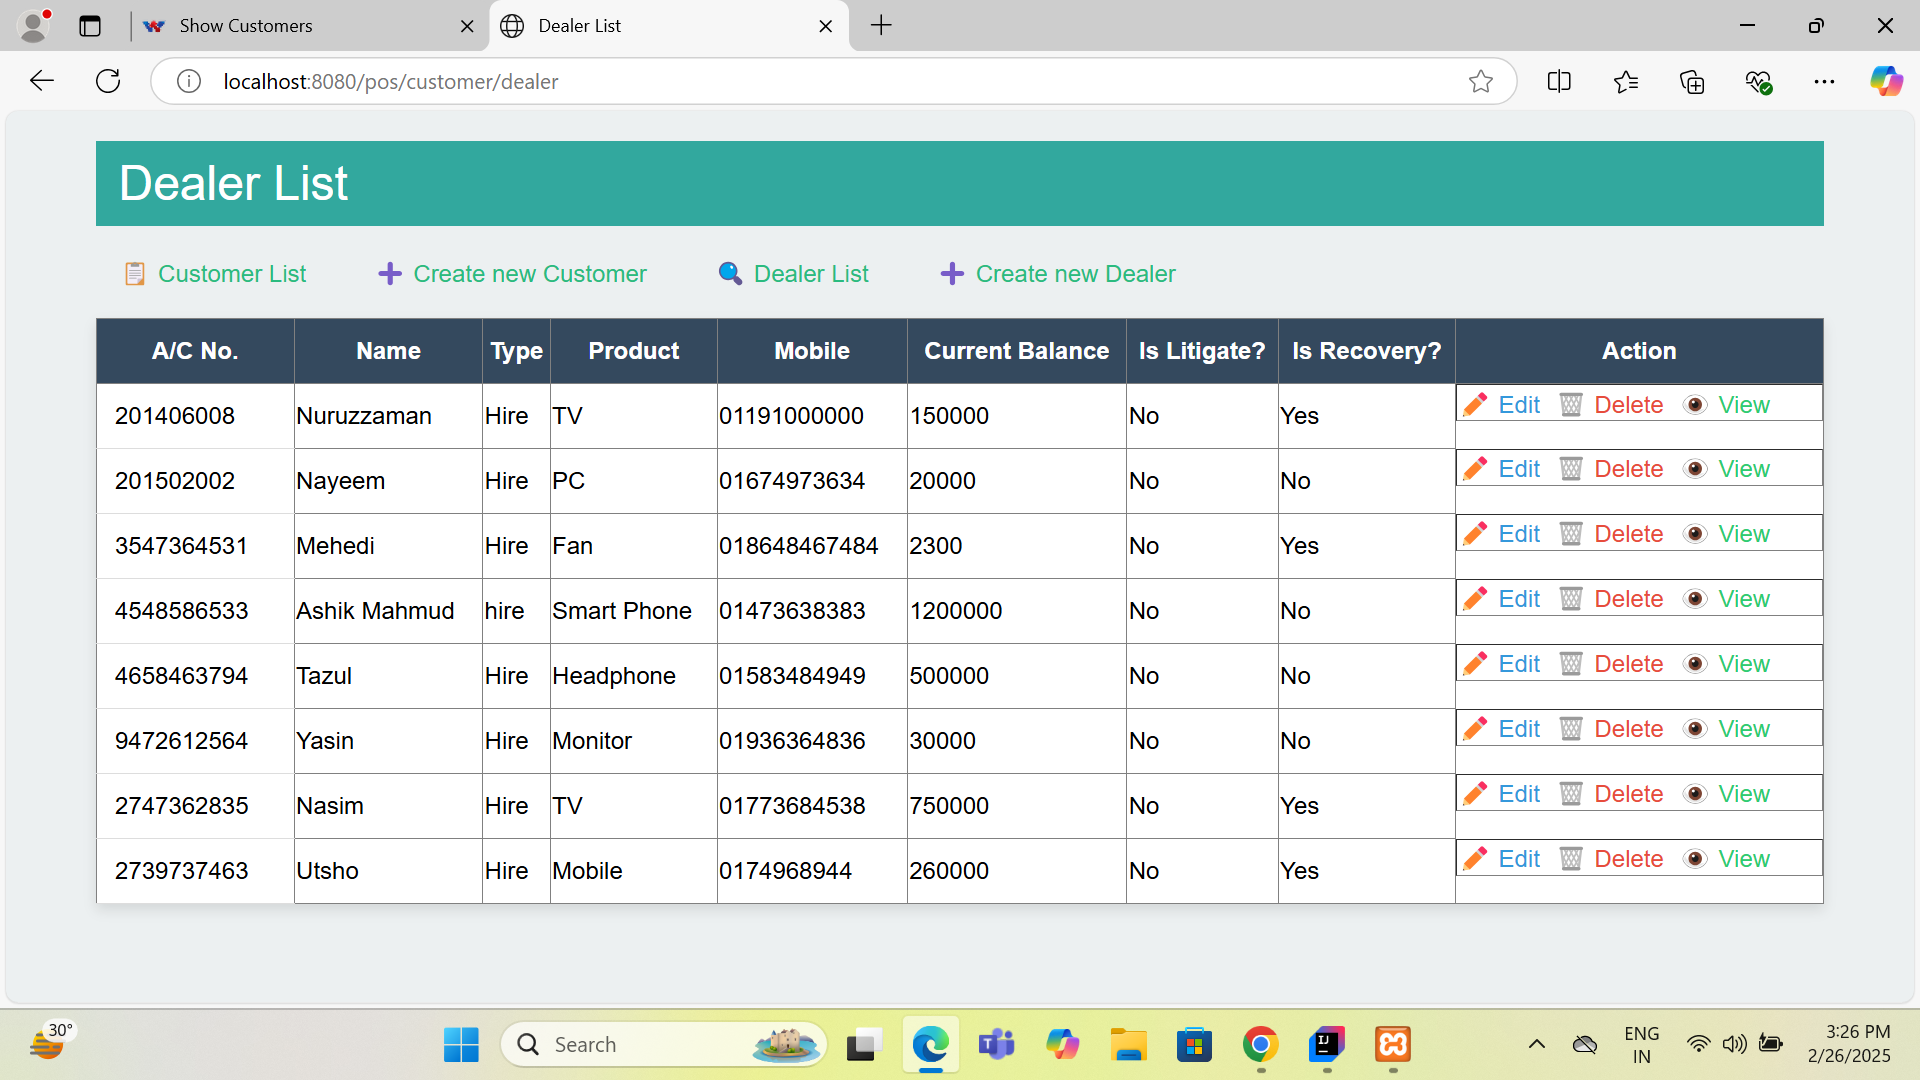 Show Customers
Dealer List
localhost:8080/pos/customer/dealer
Dealer List
Customer List Create new Customer Dealer List Create new Dealer
A/C No. Name Type Product Mobile Current Balance Is Litigate? Is Recovery? Action
201406008 Nuruzzaman Hire TV 01191000000 150000 No Yes Edit Delete View
201502002 Nayeem Hire PC 01674973634 20000 No No Edit Delete View
3547364531 Mehedi Hire Fan 018648467484 2300 No Yes Edit Delete View
4548586533 Ashik Mahmud hire Smart Phone 01473638383 1200000 No No Edit Delete View
4658463794 Tazul Hire Headphone 01583484949 500000 No No Edit Delete View
9472612564 Yasin Hire Monitor 01936364836 30000 No No Edit Delete View
2747362835 Nasim Hire TV 01773684538 750000 No Yes Edit Delete View
2739737463 Utsho Hire Mobile 0174968944 260000 No Yes Edit Delete View
30°
Search
ENG
IN
3:26 PM
2/26/2025